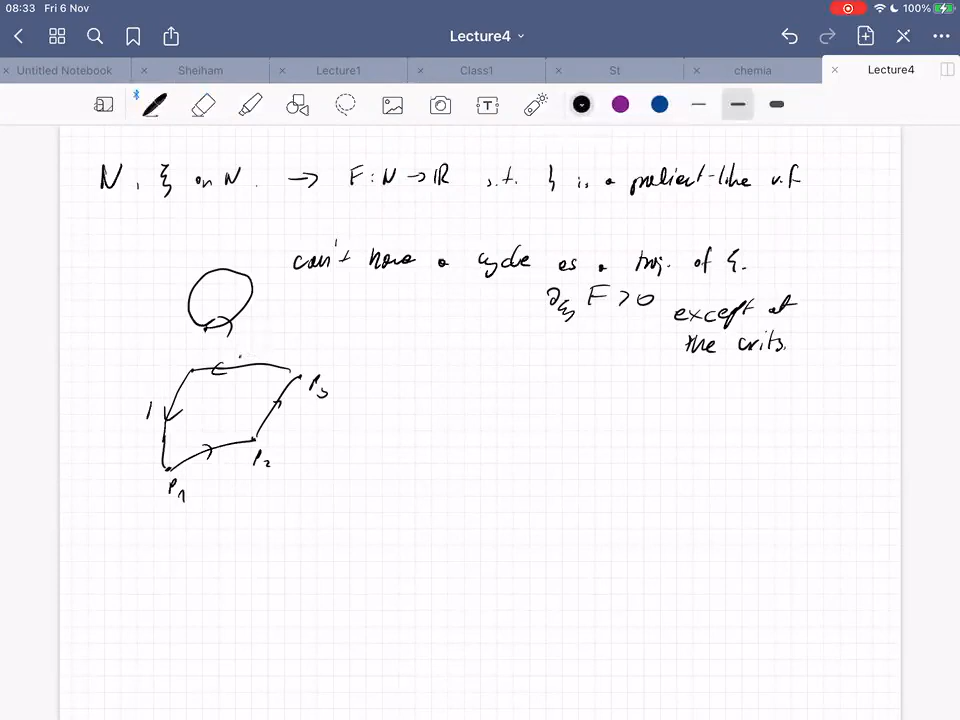 08:33 Fri 6 Nov
100%
Lecture4
Untitled Notebook
Sheiham
Lecture1
Class1
St
chemia
Lecture4
N, ξ on N. → F: N → ℝ s.t. ξ is a gradient-like v.f
can't have a cycle as a traj. of ξ.
∂ξ F > 0 except at
the crits.
P3
P2
P1